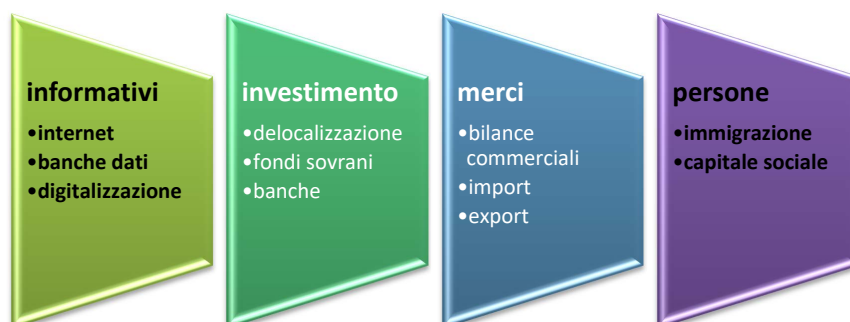 informativi
•internet
•banche dati
•digitalizzazione
investimento
•delocalizzazione
•fondi sovrani
•banche
merci
•bilance
commerciali
•import
•export
persone
•immigrazione
•capitale sociale